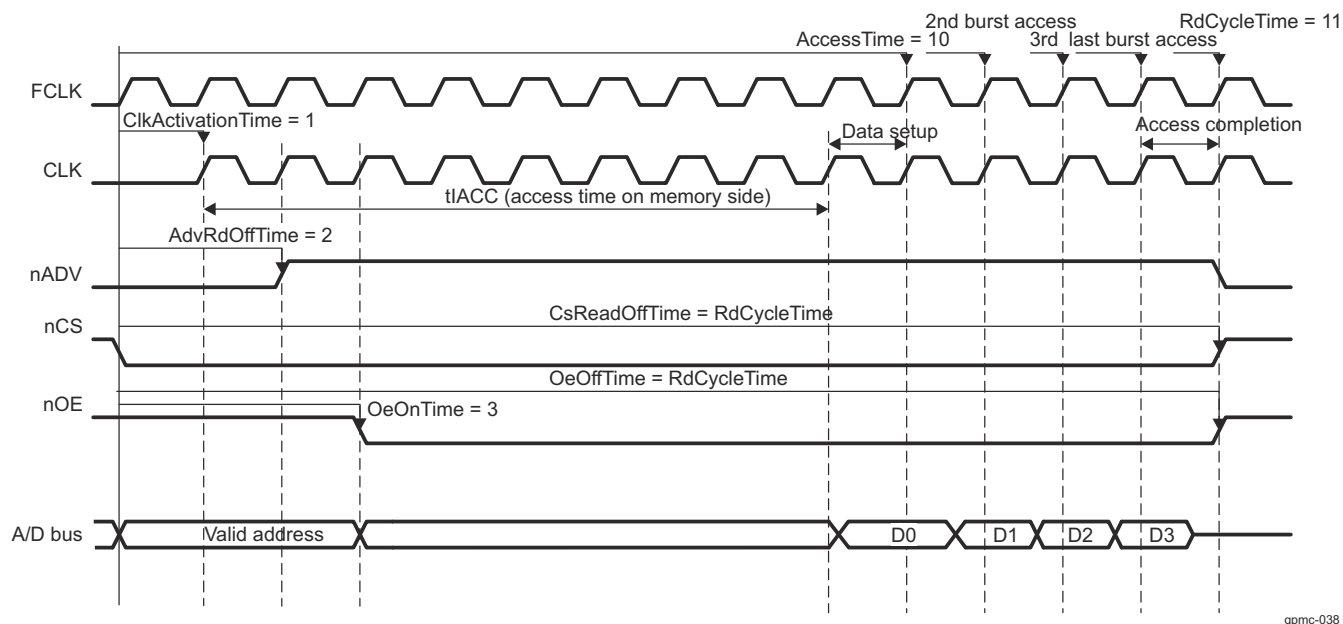 2nd burst access
RdCycleTime = 11
AccessTime = 10
3rd last burst access
FCLK
ClkActivationTime = 1
Data setup
Access completion
CLK
tIACC (access time on memory side)
AdvRdOffTime = 2
nADV
CsReadOffTime = RdCycleTime
nCS
OeOffTime = RdCycleTime
nOE
OeOnTime = 3
A/D bus
Valid address
D0
D1
D2
D3
gpmc-038